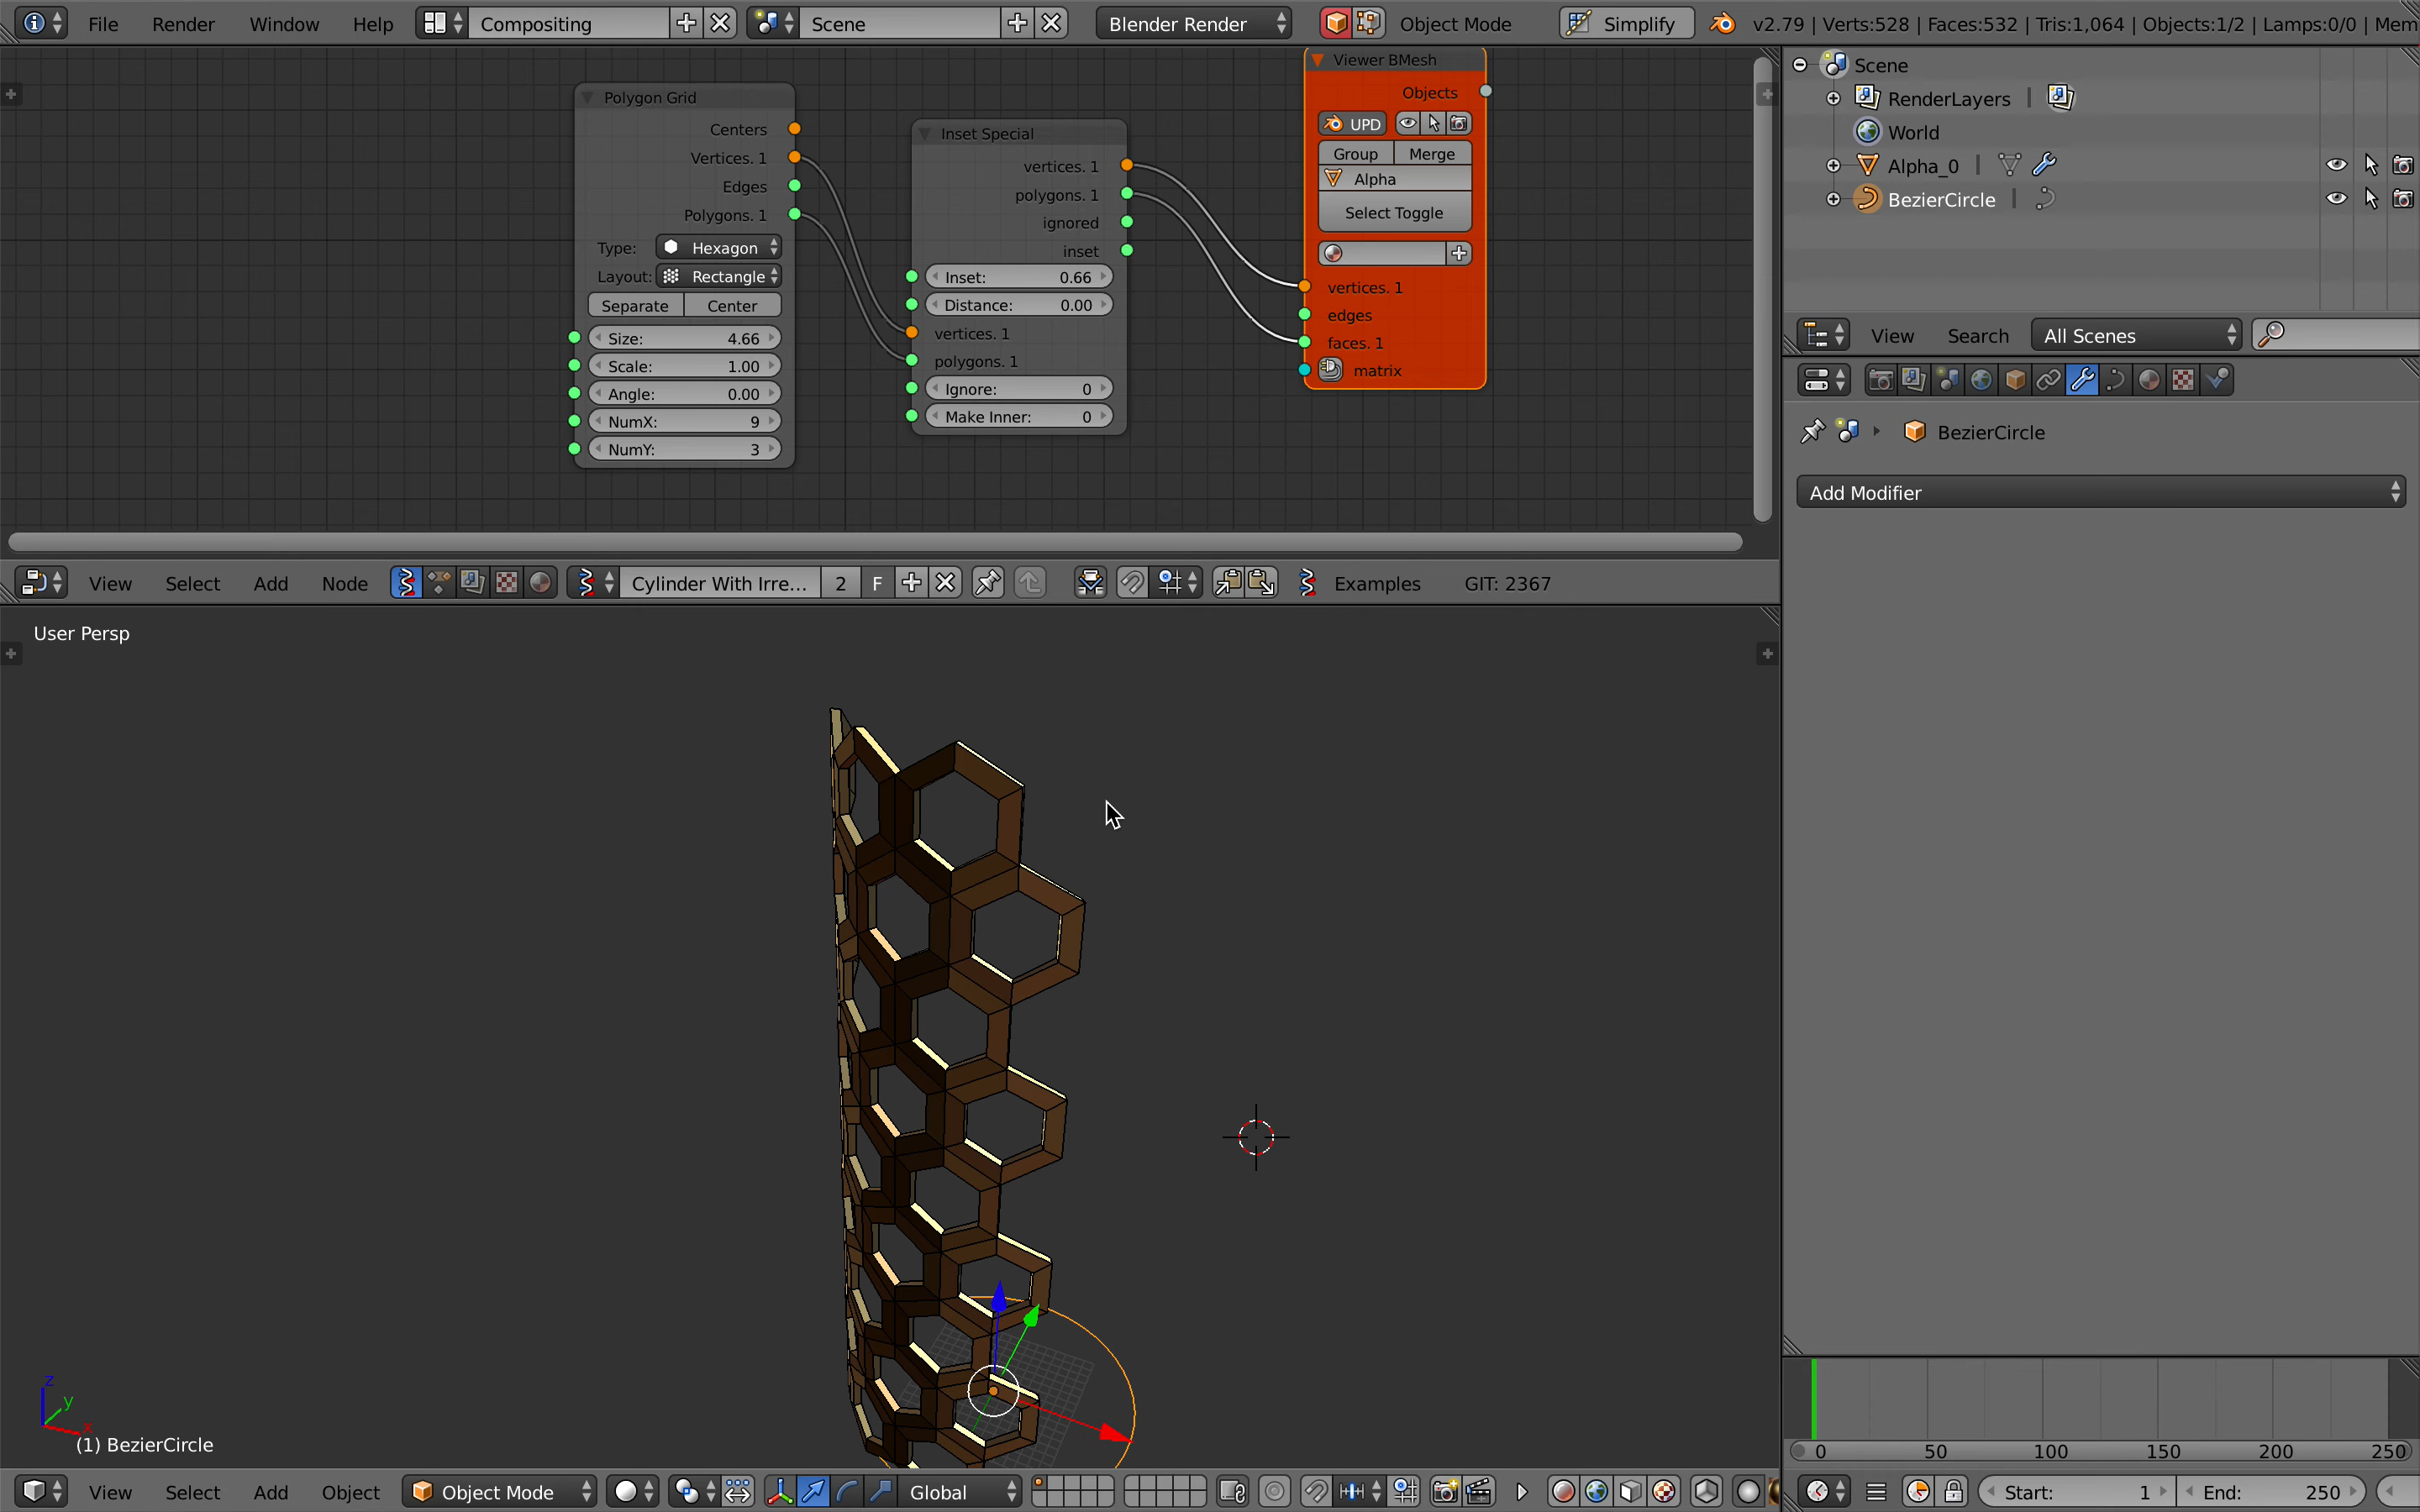 File Render Window Help Compositing Scene Blender Render Object Mode Simplify v2.79 | Verts:528 | Faces:532 | Tris:1,064 | Objects:1/2 | Lamps:0/0 | Mem
Polygon Grid
Centers
Vertices. 1
Edges
Polygons. 1
Type: Hexagon
Layout: Rectangle
Separate Center
Size: 4.66
Scale: 1.00
Angle: 0.00
NumX: 9
NumY: 3
Inset Special
vertices. 1
polygons. 1
ignored
inset
Inset: 0.66
Distance: 0.00
vertices. 1
polygons. 1
Ignore: 0
Make Inner: 0
Viewer BMesh
Objects
UPD
Group Merge
Alpha
Select Toggle
vertices. 1
edges
faces. 1
matrix
Scene
RenderLayers |
World
Alpha_0 |
BezierCircle |
View Search All Scenes
BezierCircle
Add Modifier
View Select Add Node Cylinder With Irre... 2 F Examples GIT: 2367
User Persp
z
y
x
(1) BezierCircle
0 50 100 150 200 250
View Select Add Object Object Mode Global
Start: 1 End: 250